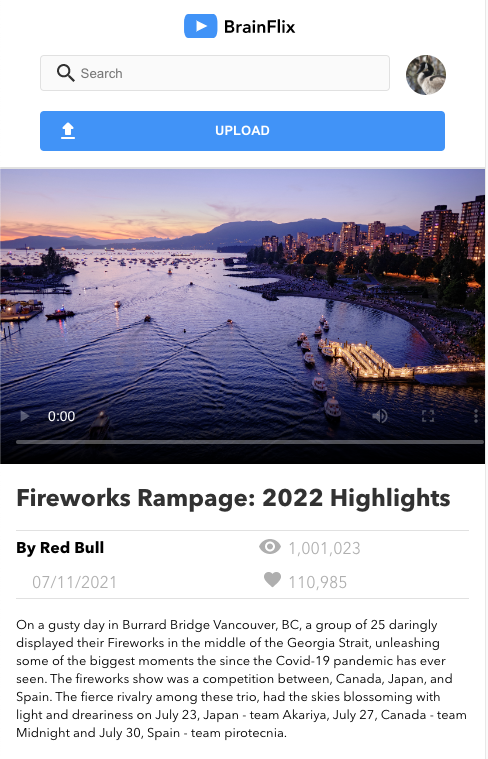 BrainFlix
Search
UPLOAD
0:00
Fireworks Rampage: 2022 Highlights
By Red Bull
1,001,023
07/11/2021
110,985
On a gusty day in Burrard Bridge Vancouver, BC, a group of 25 daringly
displayed their Fireworks in the middle of the Georgia Strait, unleashing
some of the biggest moments the since the Covid-19 pandemic has ever
seen. The fireworks show was a competition between, Canada, Japan, and
Spain. The fierce rivalry among these trio, had the skies blossoming with
light and dreariness on July 23, Japan - team Akariya, July 27, Canada - team
Midnight and July 30, Spain - team pirotecnia.